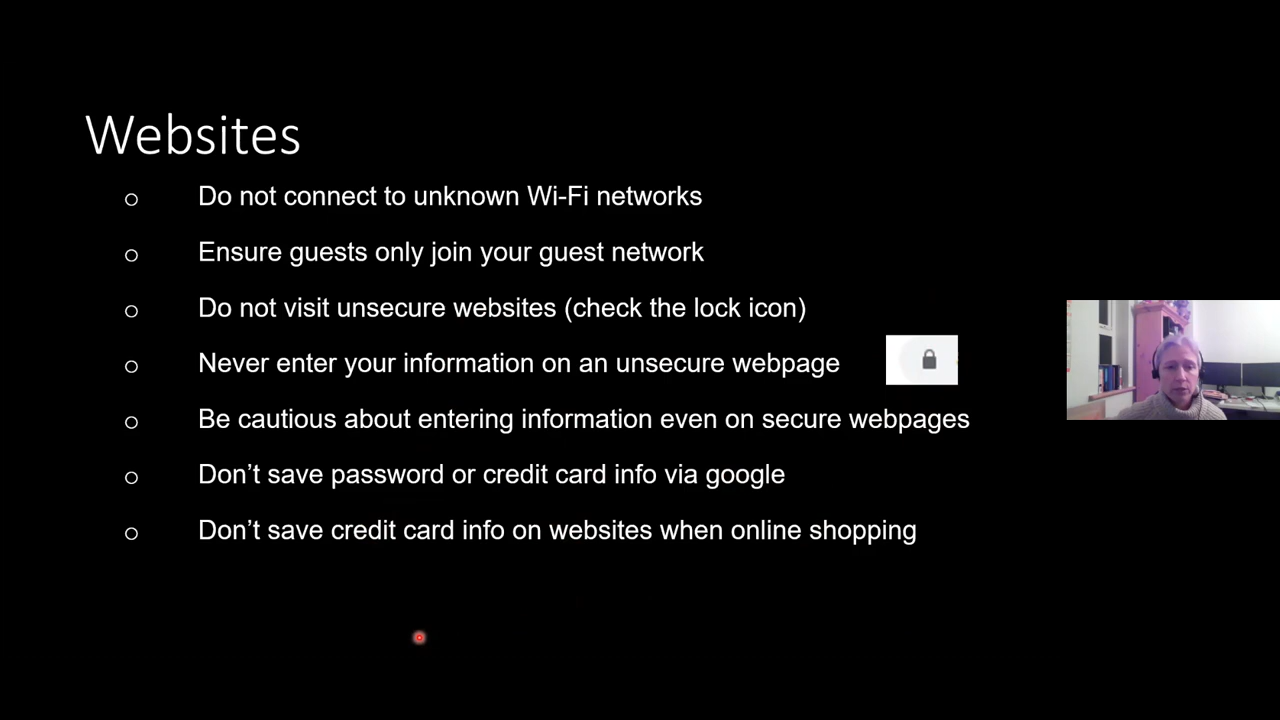 Websites
Do not connect to unknown Wi-Fi networks
Ensure guests only join your guest network
Do not visit unsecure websites (check the lock icon)
Never enter your information on an unsecure webpage
Be cautious about entering information even on secure webpages
Don’t save password or credit card info via google
Don’t save credit card info on websites when online shopping